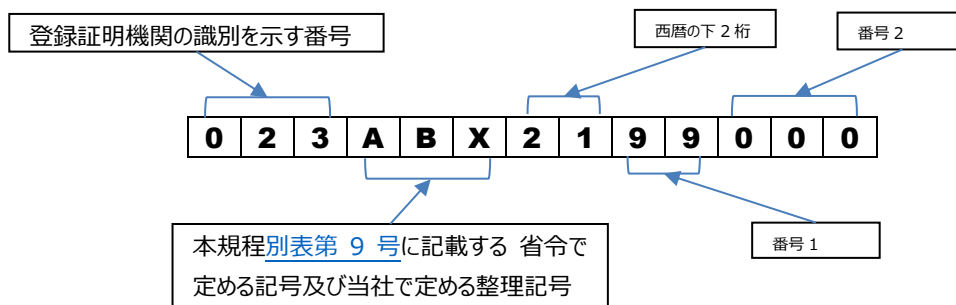 登録証明機関の識別を示す番号
西暦の下 2 桁
番号 2
0 2 3 A B X 2 1 9 9 0 0 0
本規程別表第 9 号に記載する 省令で
定める記号及び当社で定める整理記号
番号 1